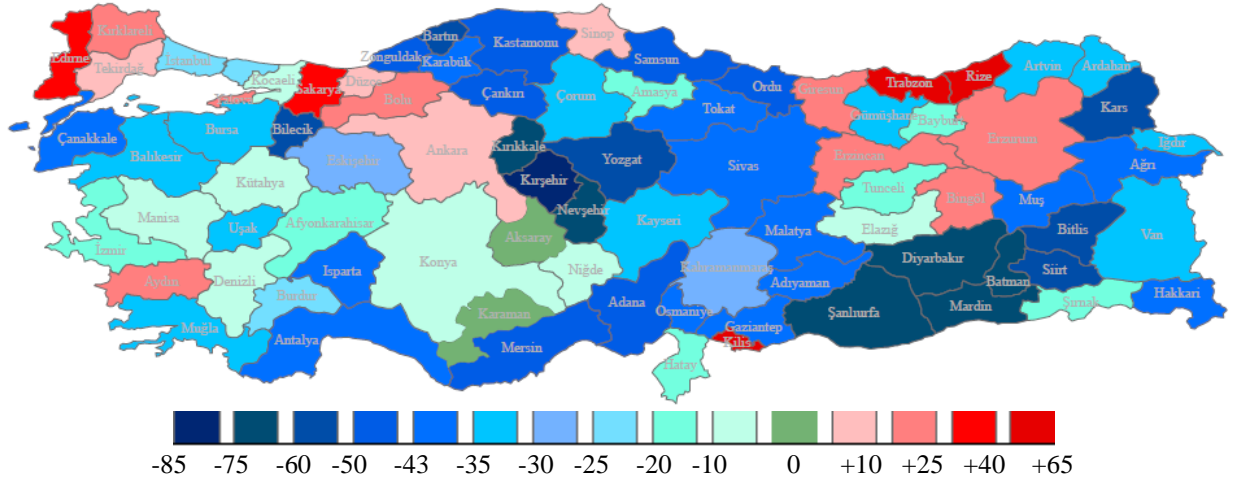 Kırklareli
Edirne
Tekirdağ
İstanbul
Kocaeli
Yalova
Sakarya
Düzce
Bolu
Zonguldak
Bartın
Karabük
Kastamonu
Sinop
Samsun
Çankırı
Çorum
Amasya
Tokat
Ordu
Giresun
Trabzon
Rize
Artvin
Ardahan
Gümüşhane
Bayburt
Erzurum
Kars
Iğdır
Ağrı
Çanakkale
Balıkesir
Bursa
Bilecik
Eskişehir
Kütahya
Ankara
Kırıkkale
Kırşehir
Yozgat
Nevşehir
Sivas
Erzincan
Tunceli
Bingöl
Muş
Elazığ
Bitlis
Van
Manisa
İzmir
Uşak
Afyonkarahisar
Aydın
Denizli
Isparta
Burdur
Muğla
Antalya
Konya
Aksaray
Niğde
Karaman
Mersin
Kayseri
Adana
Kahramanmaraş
Osmaniye
Malatya
Adıyaman
Gaziantep
Kilis
Hatay
Şanlıurfa
Diyarbakır
Mardin
Batman
Siirt
Şırnak
Hakkari
-85 -75 -60 -50 -43 -35 -30 -25 -20 -10 0 +10 +25 +40 +65